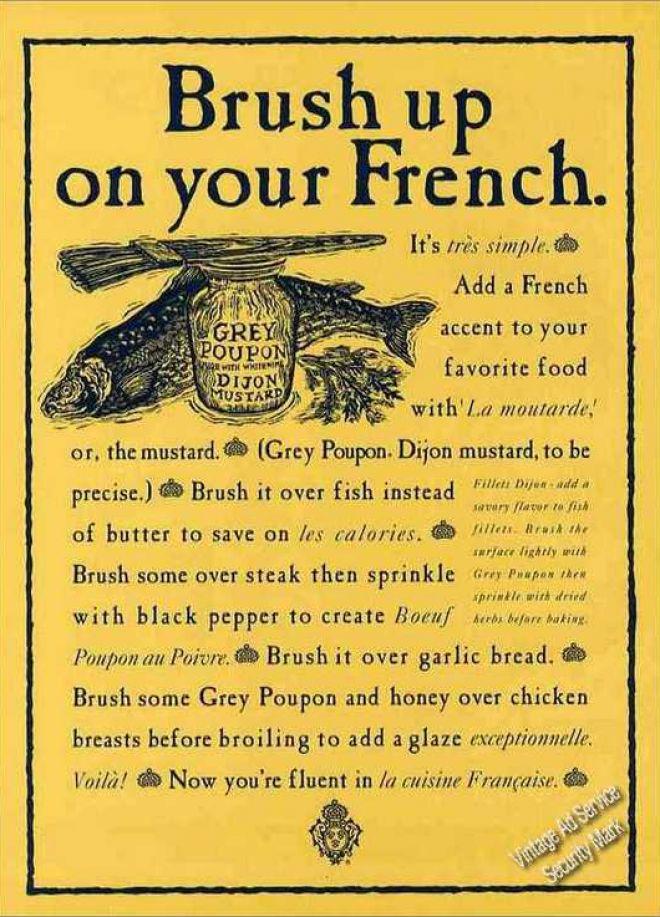 Brush up
on your French.
It's très simple.
Add a French
accent to your
favorite food
with 'La moutarde,'
or, the mustard. (Grey Poupon. Dijon mustard, to be
precise.) Brush it over fish instead
of butter to save on les calories.
Brush some over steak then sprinkle
with black pepper to create Boeuf
Poupon au Poivre. Brush it over garlic bread.
Brush some Grey Poupon and honey over chicken
breasts before broiling to add a glaze exceptionnelle.
Voilà! Now you're fluent in la cuisine Française.
GREY
POUPON
MADE WITH WHITE WINE
DIJON
MUSTARD
Fillets Dijon - add a
savory flavor to fish
fillets. Brush the
surface lightly with
Grey Poupon then
sprinkle with dried
herbs before baking.
Vintage Ad Service
Security Mark